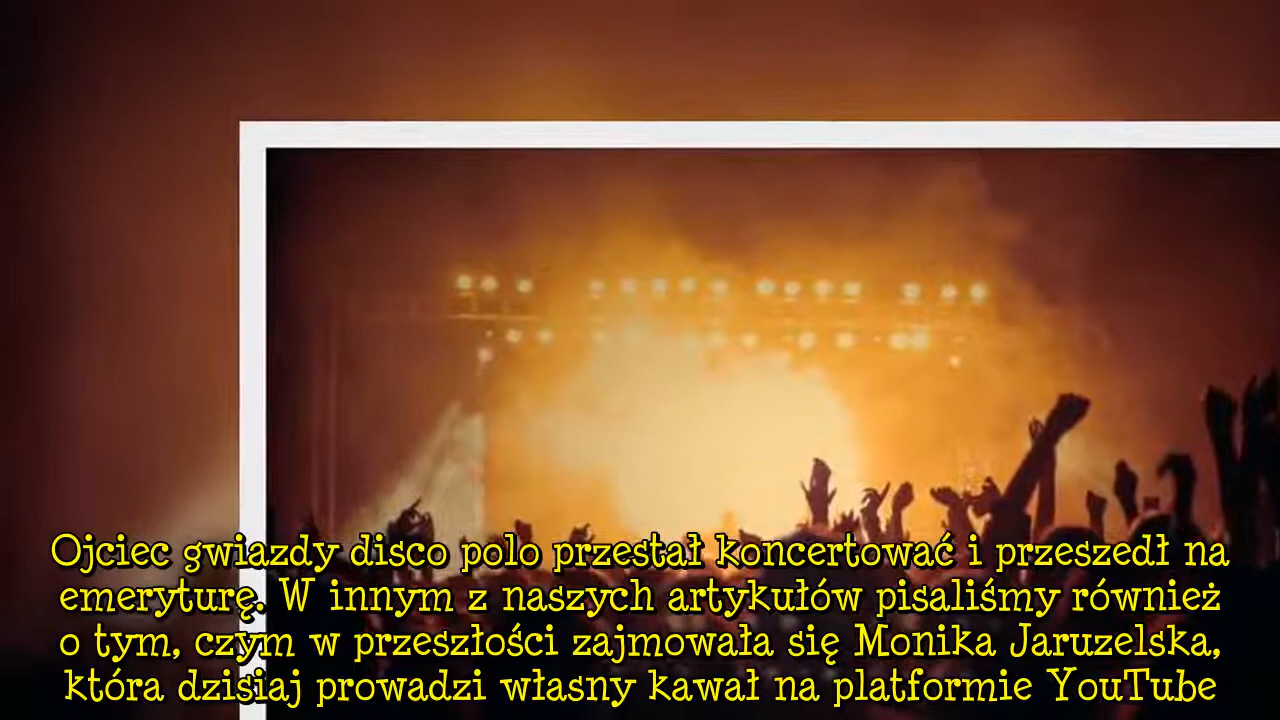 Ojciec gwiazdy disco polo przestał koncertować i przeszedł na
emeryturę. W innym z naszych artykułów pisaliśmy również
o tym, czym w przeszłości zajmowała się Monika Jaruzelska,
która dzisiaj prowadzi własny kawał na platformie YouTube